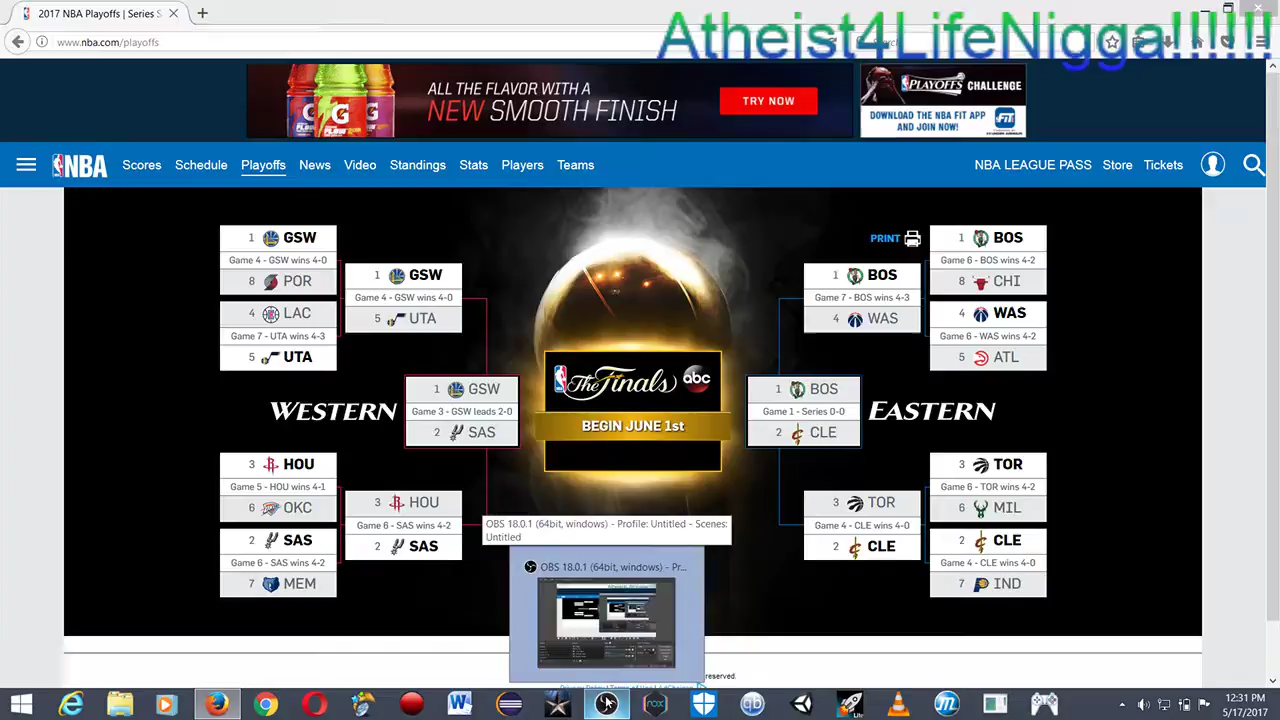 2017 NBA Playoffs | Series S
Atheist4LifeNigga!!!!!!
www.nba.com/playoffs
Search
G
ALL THE FLAVOR WITH A
NEW SMOOTH FINISH
TRY NOW
PLAYOFFS CHALLENGE
DOWNLOAD THE NBA FIT APP
AND JOIN NOW!
FIT
NBA Scores Schedule Playoffs News Video Standings Stats Players Teams NBA LEAGUE PASS Store Tickets
PRINT
1 GSW
Game 4 - GSW wins 4-0
8 POR
4 LAC
Game 7 - UTA wins 4-3
5 UTA
1 GSW
Game 4 - GSW wins 4-0
5 UTA
1 GSW
Game 3 - GSW leads 2-0
2 SAS
WESTERN
3 HOU
Game 5 - HOU wins 4-1
6 OKC
2 SAS
Game 6 - SAS wins 4-2
7 MEM
3 HOU
Game 6 - SAS wins 4-2
2 SAS
The Finals abc
BEGIN JUNE 1st
1 BOS
Game 6 - BOS wins 4-2
8 CHI
4 WAS
Game 6 - WAS wins 4-2
5 ATL
1 BOS
Game 7 - BOS wins 4-3
4 WAS
1 BOS
Game 1 - Series 0-0
2 CLE
EASTERN
3 TOR
Game 6 - TOR wins 4-2
6 MIL
2 CLE
Game 4 - CLE wins 4-0
7 IND
3 TOR
Game 4 - CLE wins 4-0
2 CLE
OBS 18.0.1 (64bit, windows) - Profile: Untitled - Scenes:
Untitled
OBS 18.0.1 (64bit, windows) - Pr...
reserved.
12:31 PM
5/17/2017